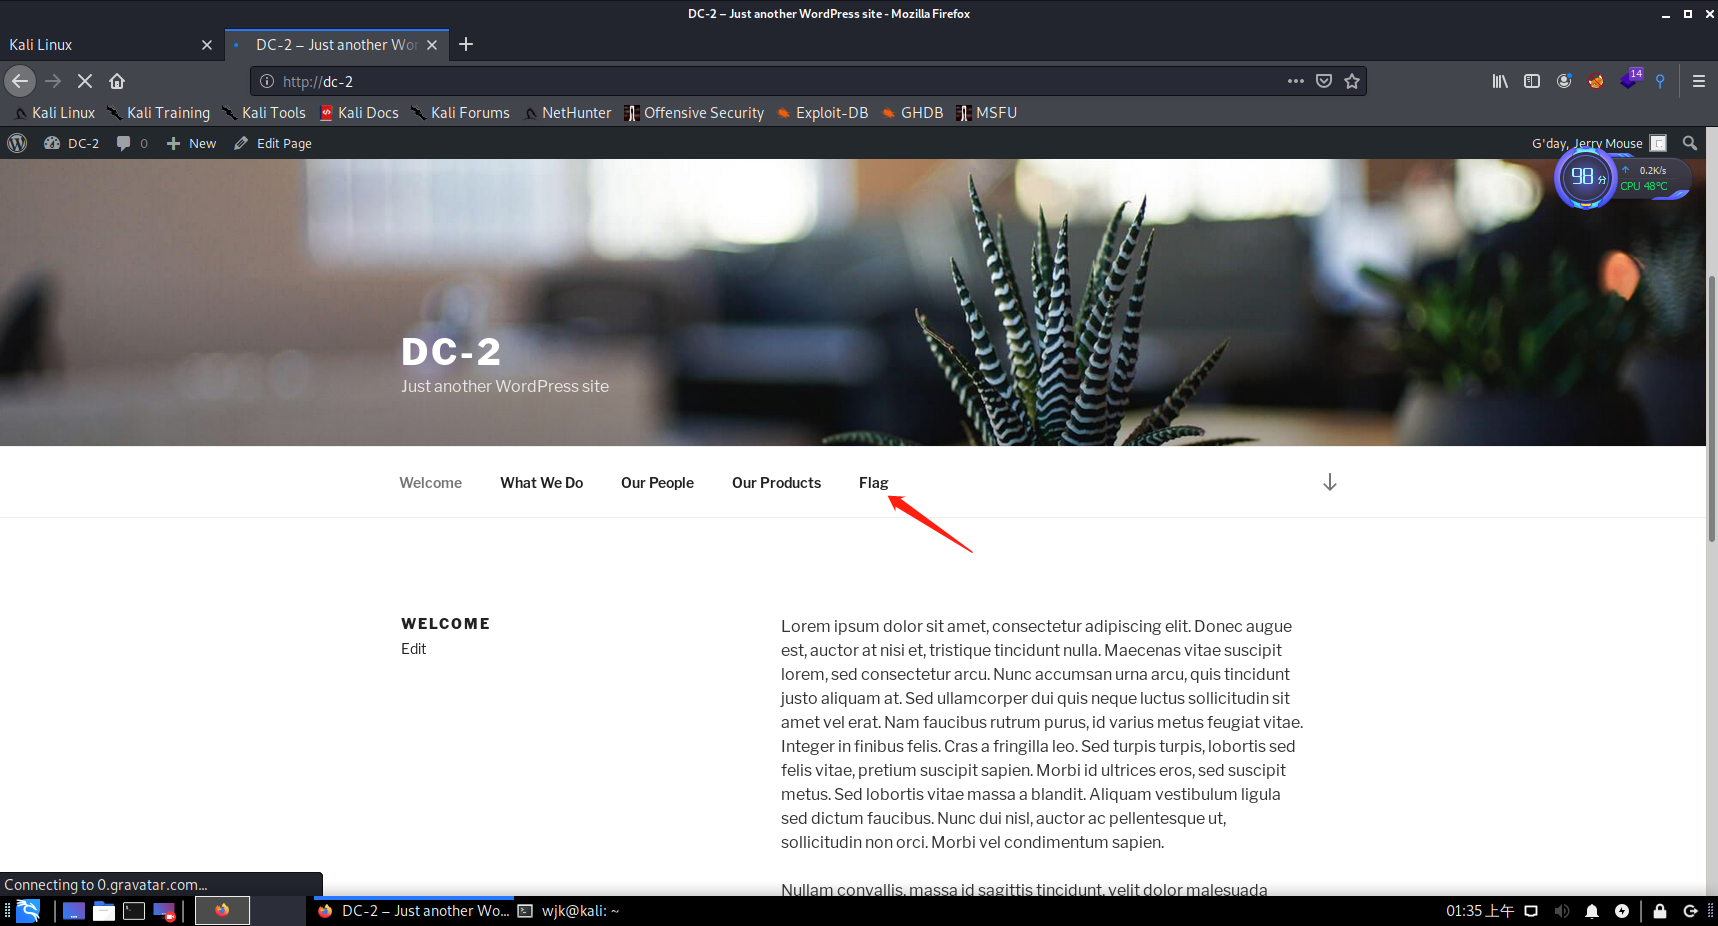 DC-2 – Just another WordPress site - Mozilla Firefox
Kali Linux
DC-2 – Just another Wor
http://dc-2
14
Kali Linux
Kali Training
Kali Tools
Kali Docs
Kali Forums
NetHunter
Offensive Security
Exploit-DB
GHDB
MSFU
DC-2
0
New
Edit Page
G'day, Jerry Mouse
98分
0.2K/s
CPU 48°C
DC-2
Just another WordPress site
Welcome
What We Do
Our People
Our Products
Flag
WELCOME
Edit
Lorem ipsum dolor sit amet, consectetur adipiscing elit. Donec augue
est, auctor at nisi et, tristique tincidunt nulla. Maecenas vitae suscipit
lorem, sed consectetur arcu. Nunc accumsan urna arcu, quis tincidunt
justo aliquam at. Sed ullamcorper dui quis neque luctus sollicitudin sit
amet vel erat. Nam faucibus rutrum purus, id varius metus feugiat vitae.
Integer in finibus felis. Cras a fringilla leo. Sed turpis turpis, lobortis sed
felis vitae, pretium suscipit sapien. Morbi id ultrices eros, sed suscipit
metus. Sed lobortis vitae massa a blandit. Aliquam vestibulum ligula
sed dictum faucibus. Nunc dui nisl, auctor ac pellentesque ut,
sollicitudin non orci. Morbi vel condimentum sapien.
Nullam convallis, massa id sagittis tincidunt, velit dolor malesuada
Connecting to 0.gravatar.com...
DC-2 – Just another Wo...
wjk@kali: ~
01:35 上午